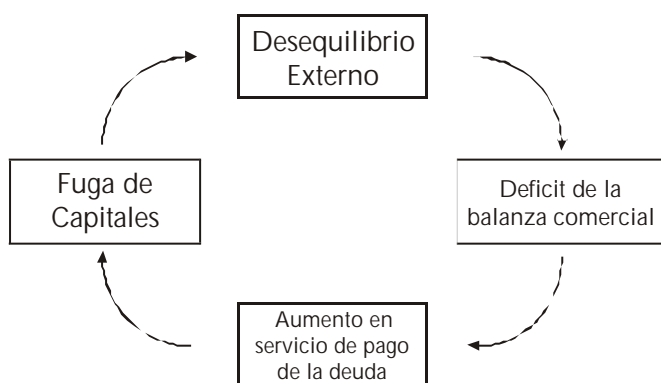 Desequilibrio
Externo
Fuga de
Capitales
Deficit de la
balanza comercial
Aumento en
servicio de pago
de la deuda